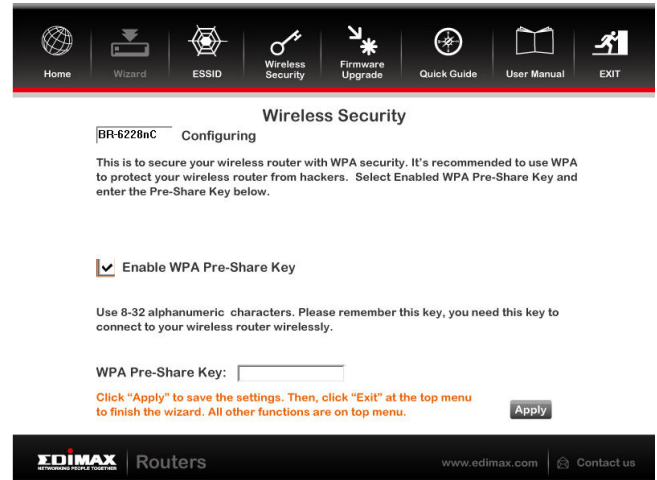 Home
Wizard
ESSID
Wireless Security
Firmware Upgrade
Quick Guide
User Manual
EXIT
Wireless Security
BR-6228nC Configuring
This is to secure your wireless router with WPA security. It's recommended to use WPA
to protect your wireless router from hackers. Select Enabled WPA Pre-Share Key and
enter the Pre-Share Key below.
Enable WPA Pre-Share Key
Use 8-32 alphanumeric characters. Please remember this key, you need this key to
connect to your wireless router wirelessly.
WPA Pre-Share Key:
Click “Apply” to save the settings. Then, click “Exit” at the top menu
to finish the wizard. All other functions are on top menu.
Apply
EDIMAX
NETWORKING PEOPLE TOGETHER
Routers
www.edimax.com
Contact us